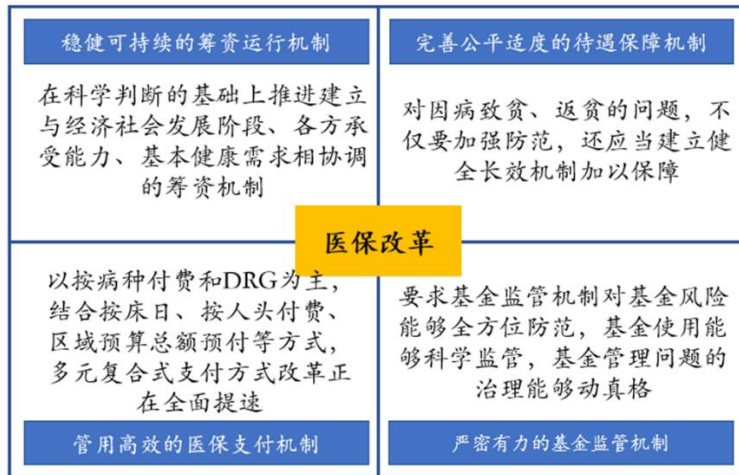 稳健可持续的筹资运行机制
在科学判断的基础上推进建立
与经济社会发展阶段、各方承
受能力、基本健康需求相协调
的筹资机制
完善公平适度的待遇保障机制
对因病致贫、返贫的问题，不
仅要加强防范，还应当建立健
全长效机制加以保障
医保改革
以按病种付费和DRG为主，
结合按床日、按人头付费、
区域预算总额预付等方式，
多元复合式支付方式改革正
在全面提速
管用高效的医保支付机制
要求基金监管机制对基金风险
能够全方位防范，基金使用能
够科学监管，基金管理问题的
治理能够动真格
严密有力的基金监管机制